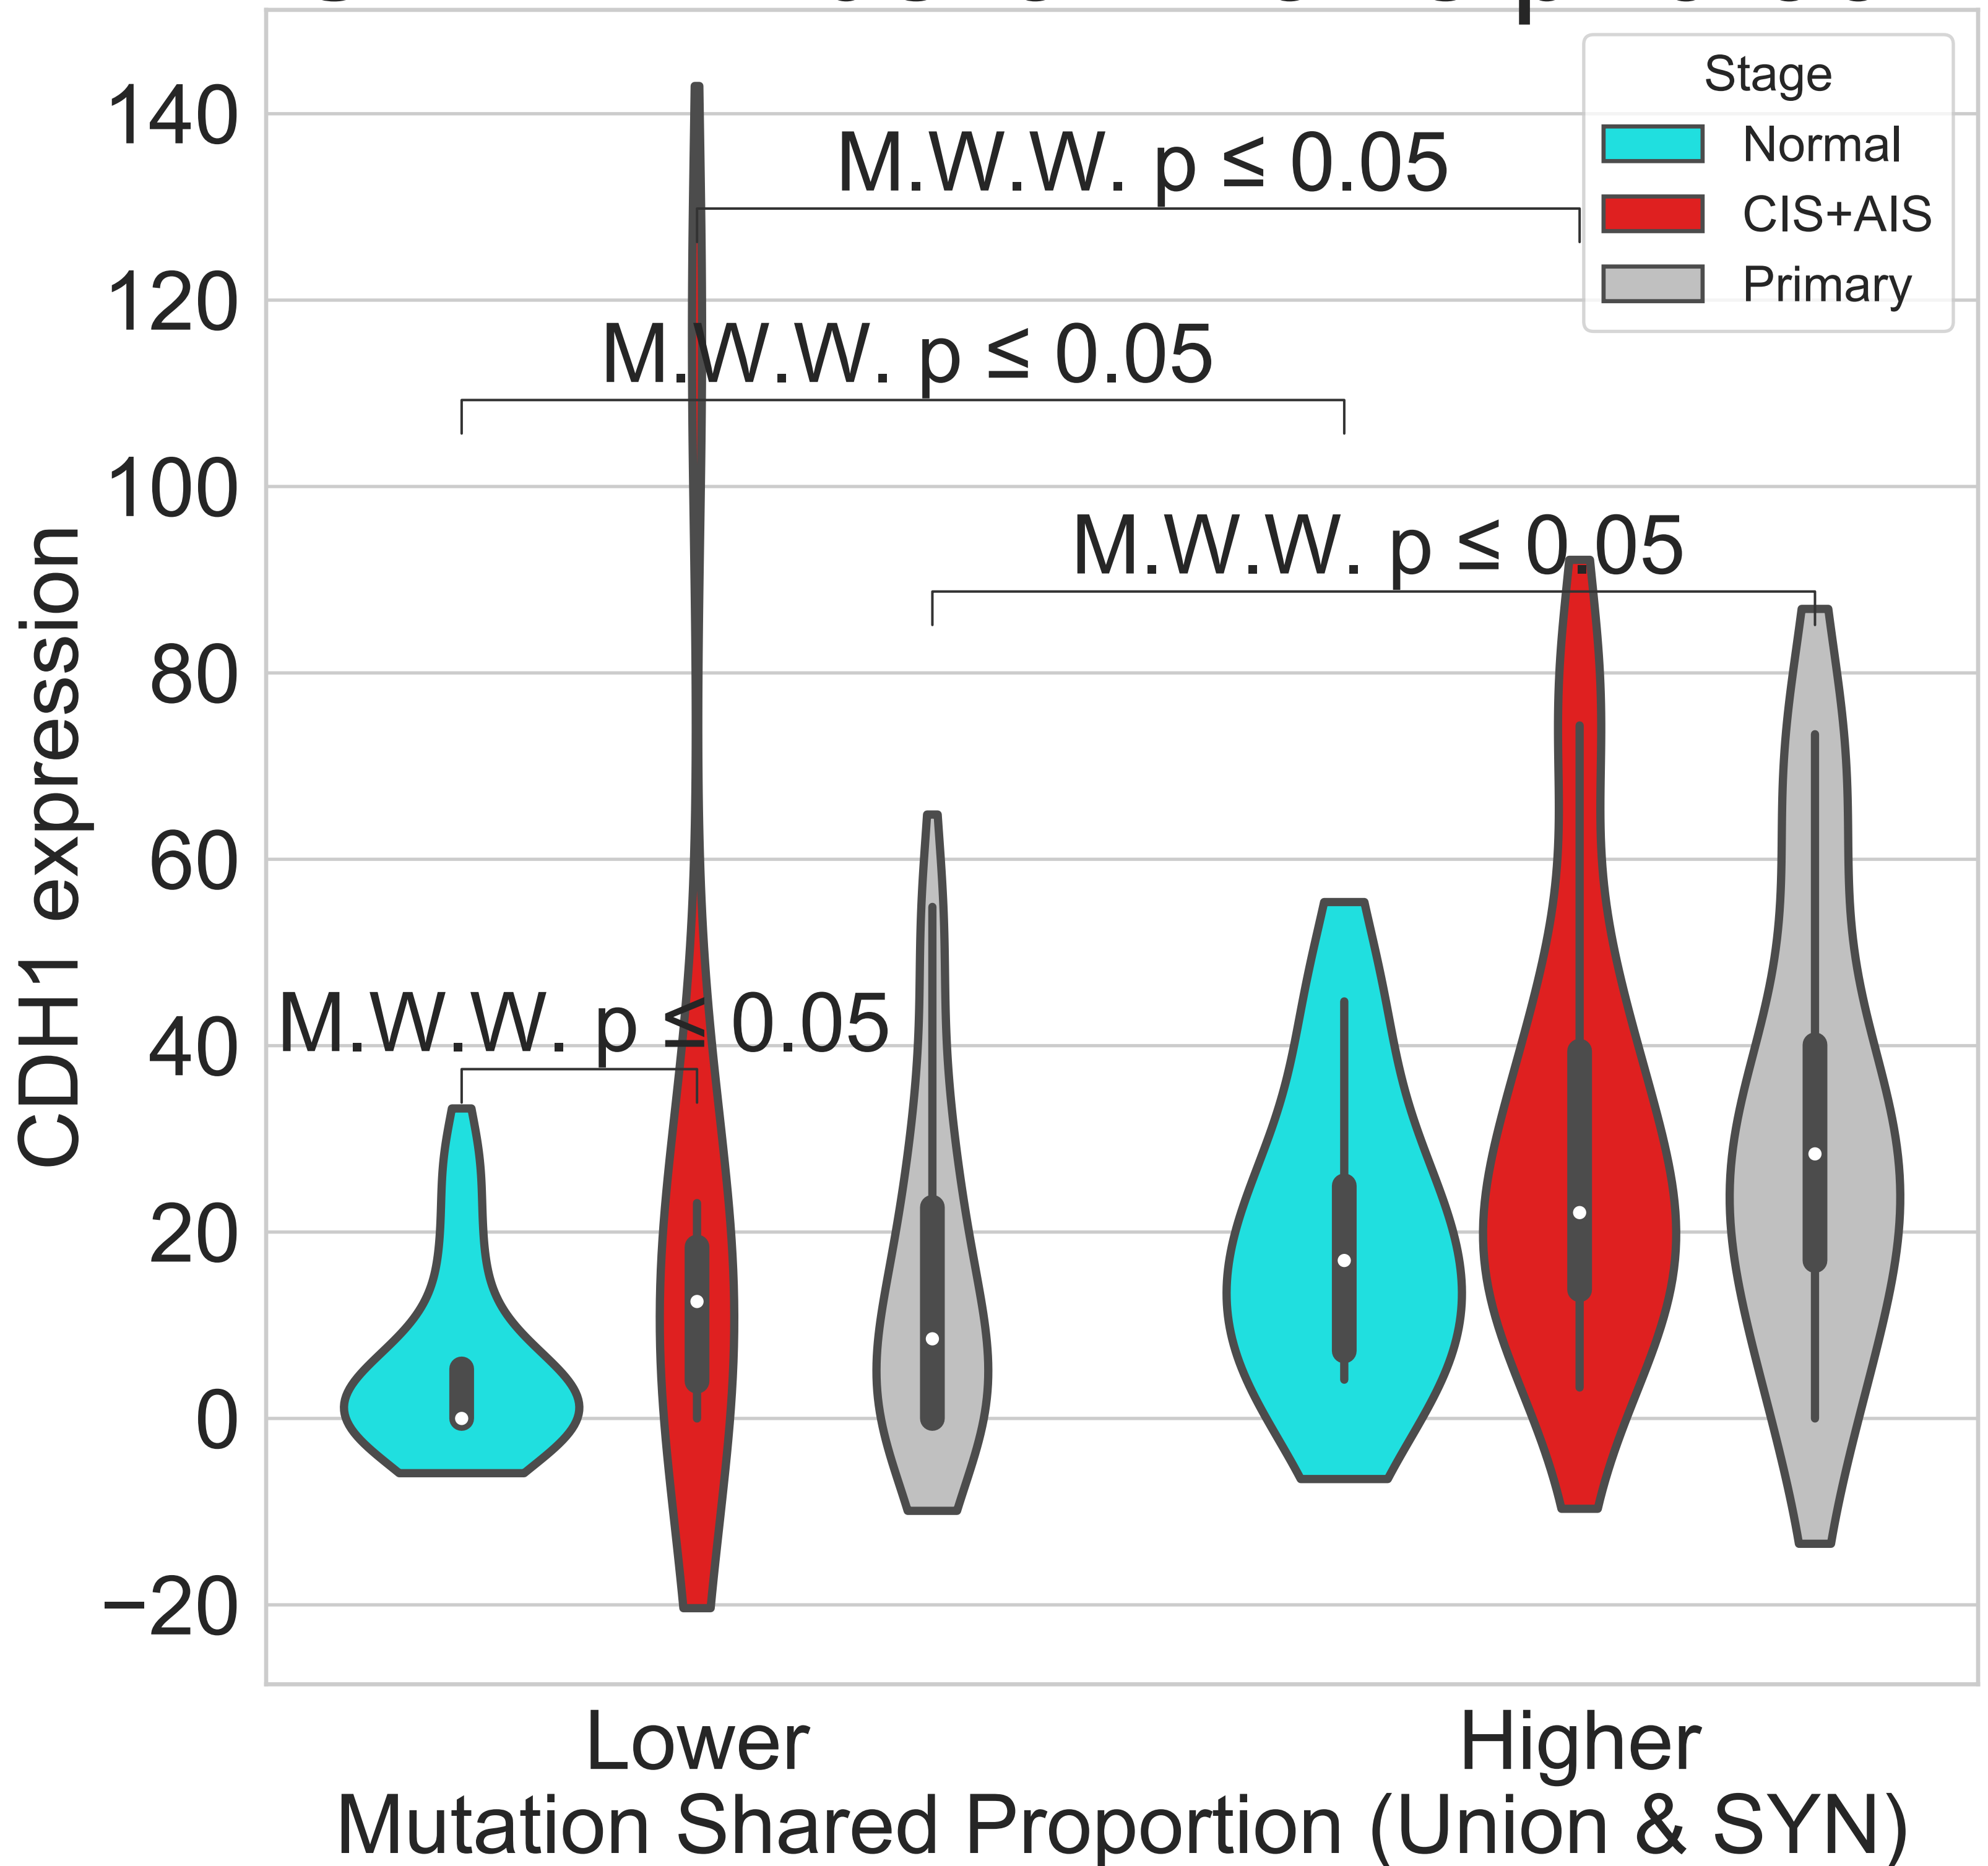 Stage
Normal
CIS+AIS
Primary
M.W.W. p ≤ 0.05
M.W.W. p ≤ 0.05
M.W.W. p ≤ 0.05
M.W.W. p ≤ 0.05
140
120
100
80
60
40
20
0
−20
CDH1 expression
Lower
Higher
Mutation Shared Proportion (Union & SYN)